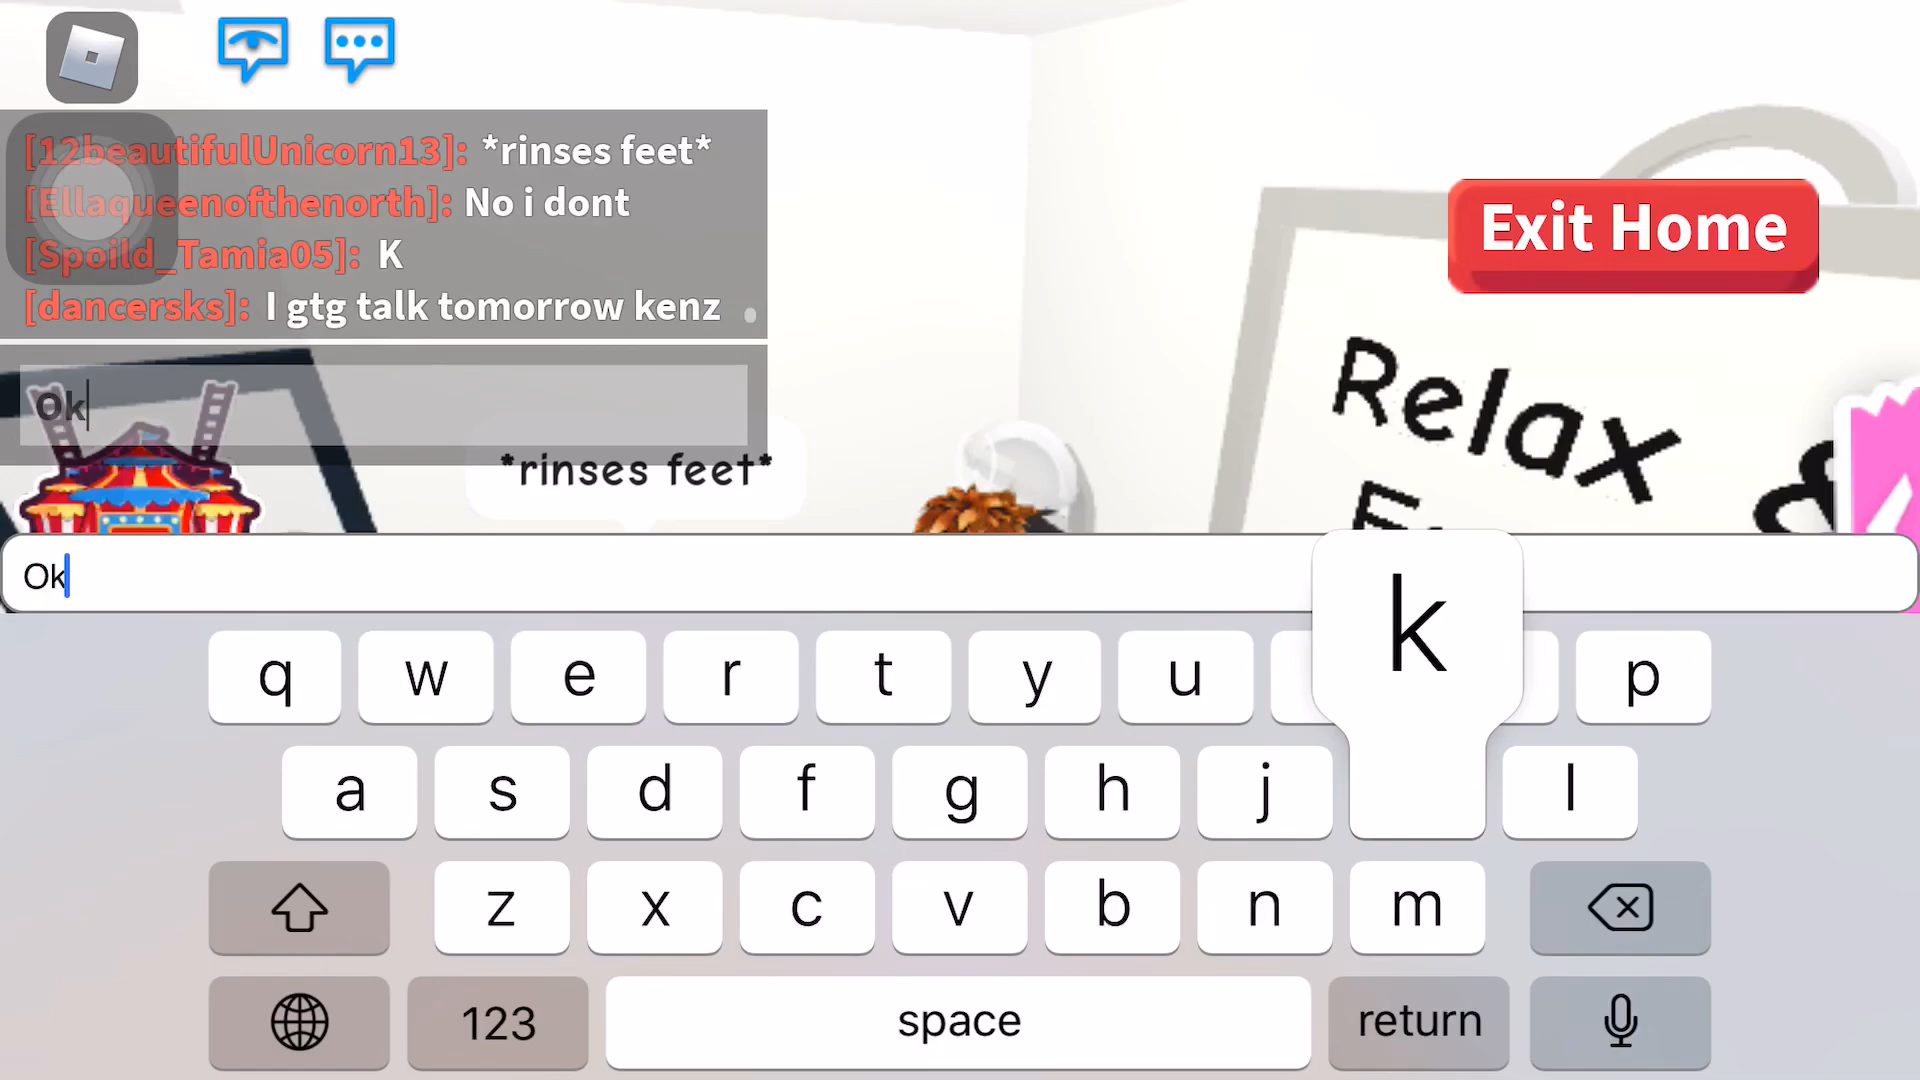 [12beautifulUnicorn13]: *rinses feet*
[Ellaqueenofthenorth]: No i dont
[Spoild_Tamia05]: K
[dancersks]: I gtg talk tomorrow kenz
Exit Home
Ok
*rinses feet*
Relax
&
Ok
k
q w e r t y u p
a s d f g h j l
z x c v b n m
123 space return